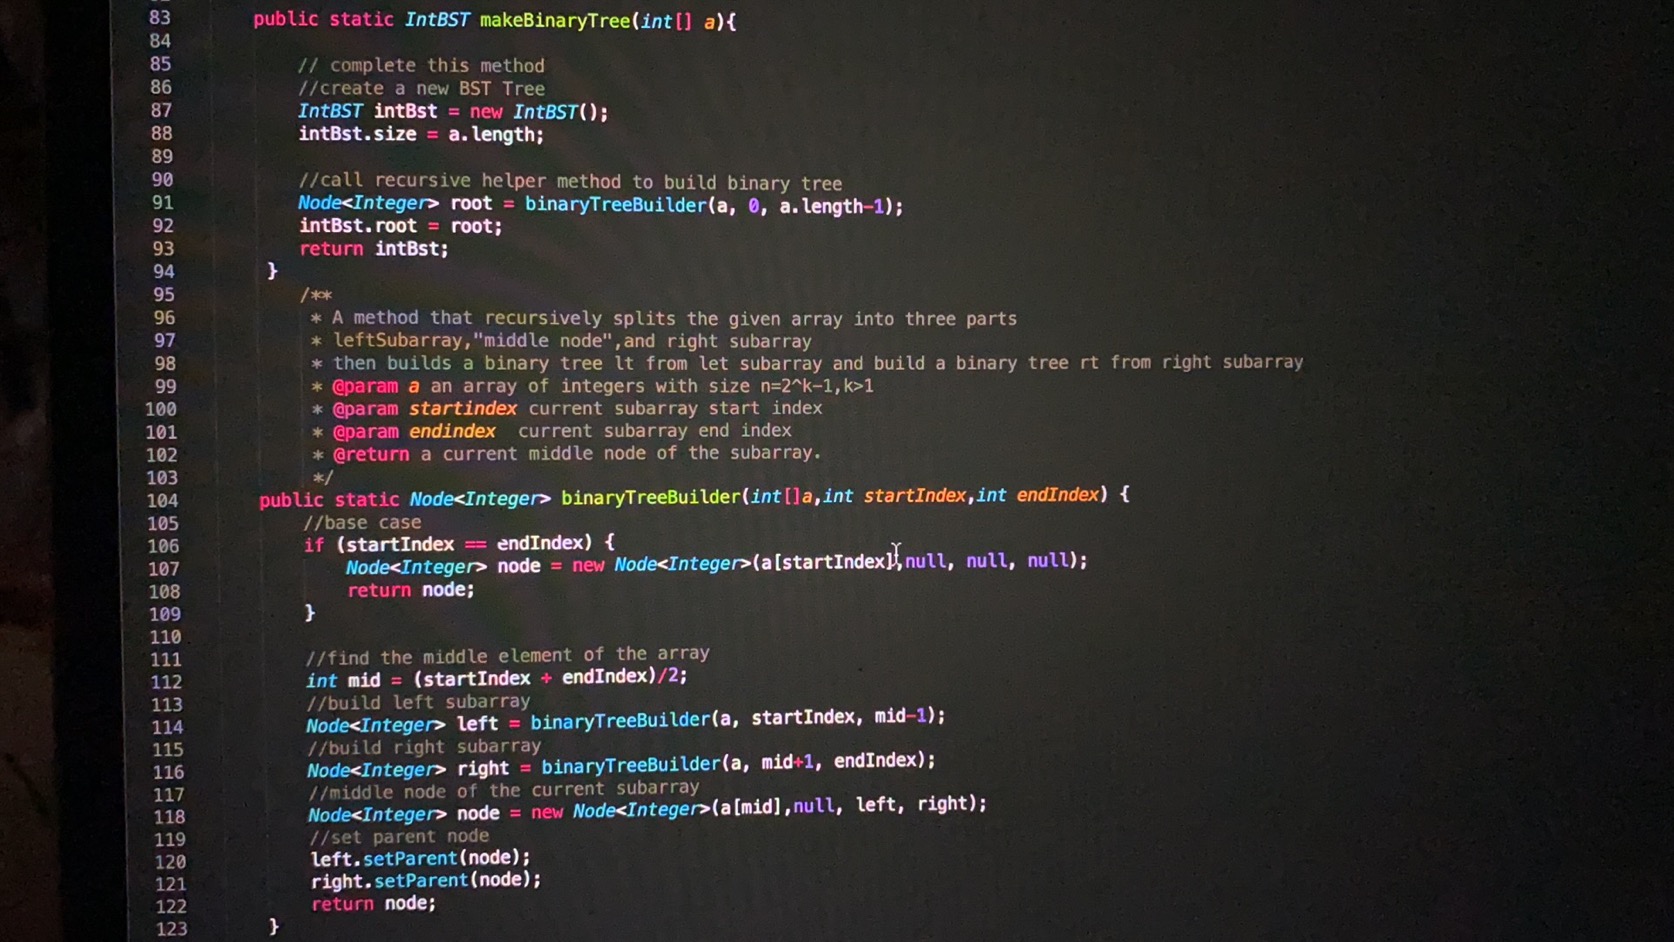 83 public static IntBST makeBinaryTree(int[] a){
84
85 // complete this method
86 //create a new BST Tree
87 IntBST intBst = new IntBST();
88 intBst.size = a.length;
89
90 //call recursive helper method to build binary tree
91 Node<Integer> root = binaryTreeBuilder(a, 0, a.length-1);
92 intBst.root = root;
93 return intBst;
94 }
95 /**
96 * A method that recursively splits the given array into three parts
97 * leftSubarray,"middle node",and right subarray
98 * then builds a binary tree lt from let subarray and build a binary tree rt from right subarray
99 * @param a an array of integers with size n=2^k-1,k>1
100 * @param startindex current subarray start index
101 * @param endindex current subarray end index
102 * @return a current middle node of the subarray.
103 */
104 public static Node<Integer> binaryTreeBuilder(int[]a,int startIndex,int endIndex) {
105 //base case
106 if (startIndex == endIndex) {
107 Node<Integer> node = new Node<Integer>(a[startIndex],null, null, null);
108 return node;
109 }
110
111 //find the middle element of the array
112 int mid = (startIndex + endIndex)/2;
113 //build left subarray
114 Node<Integer> left = binaryTreeBuilder(a, startIndex, mid-1);
115 //build right subarray
116 Node<Integer> right = binaryTreeBuilder(a, mid+1, endIndex);
117 //middle node of the current subarray
118 Node<Integer> node = new Node<Integer>(a[mid],null, left, right);
119 //set parent node
120 left.setParent(node);
121 right.setParent(node);
122 return node;
123 }